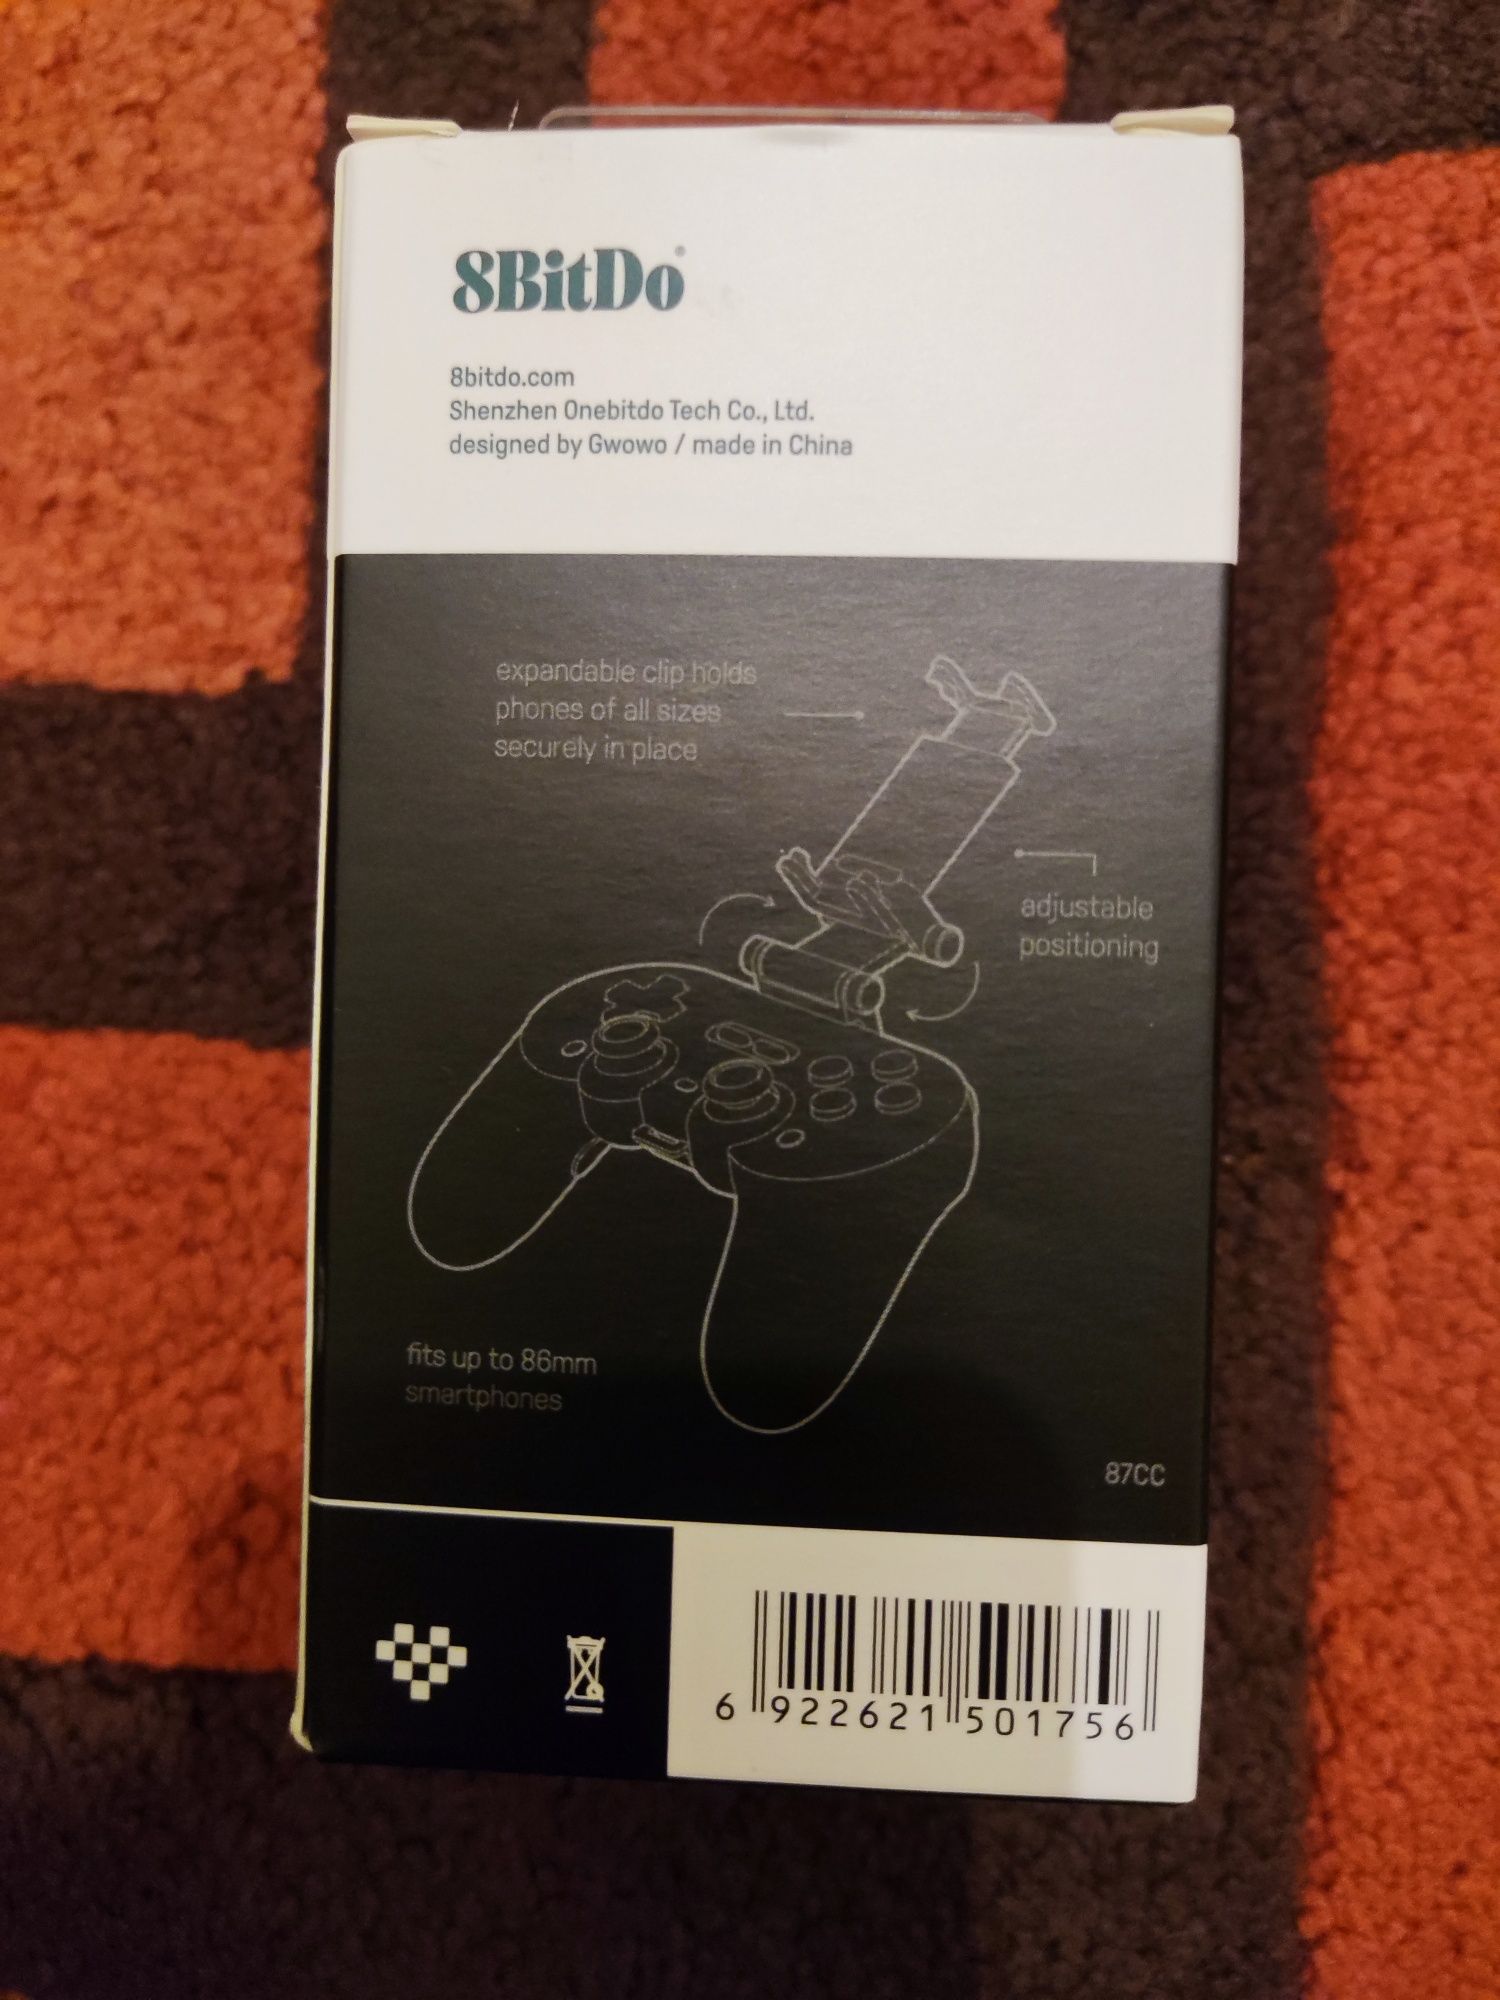 8BitDo®
8bitdo.com
Shenzhen Onebitdo Tech Co., Ltd.
designed by Gwowo / made in China
expandable clip holds
phones of all sizes
securely in place
adjustable
positioning
fits up to 86mm
smartphones
87CC
6 922621 501756